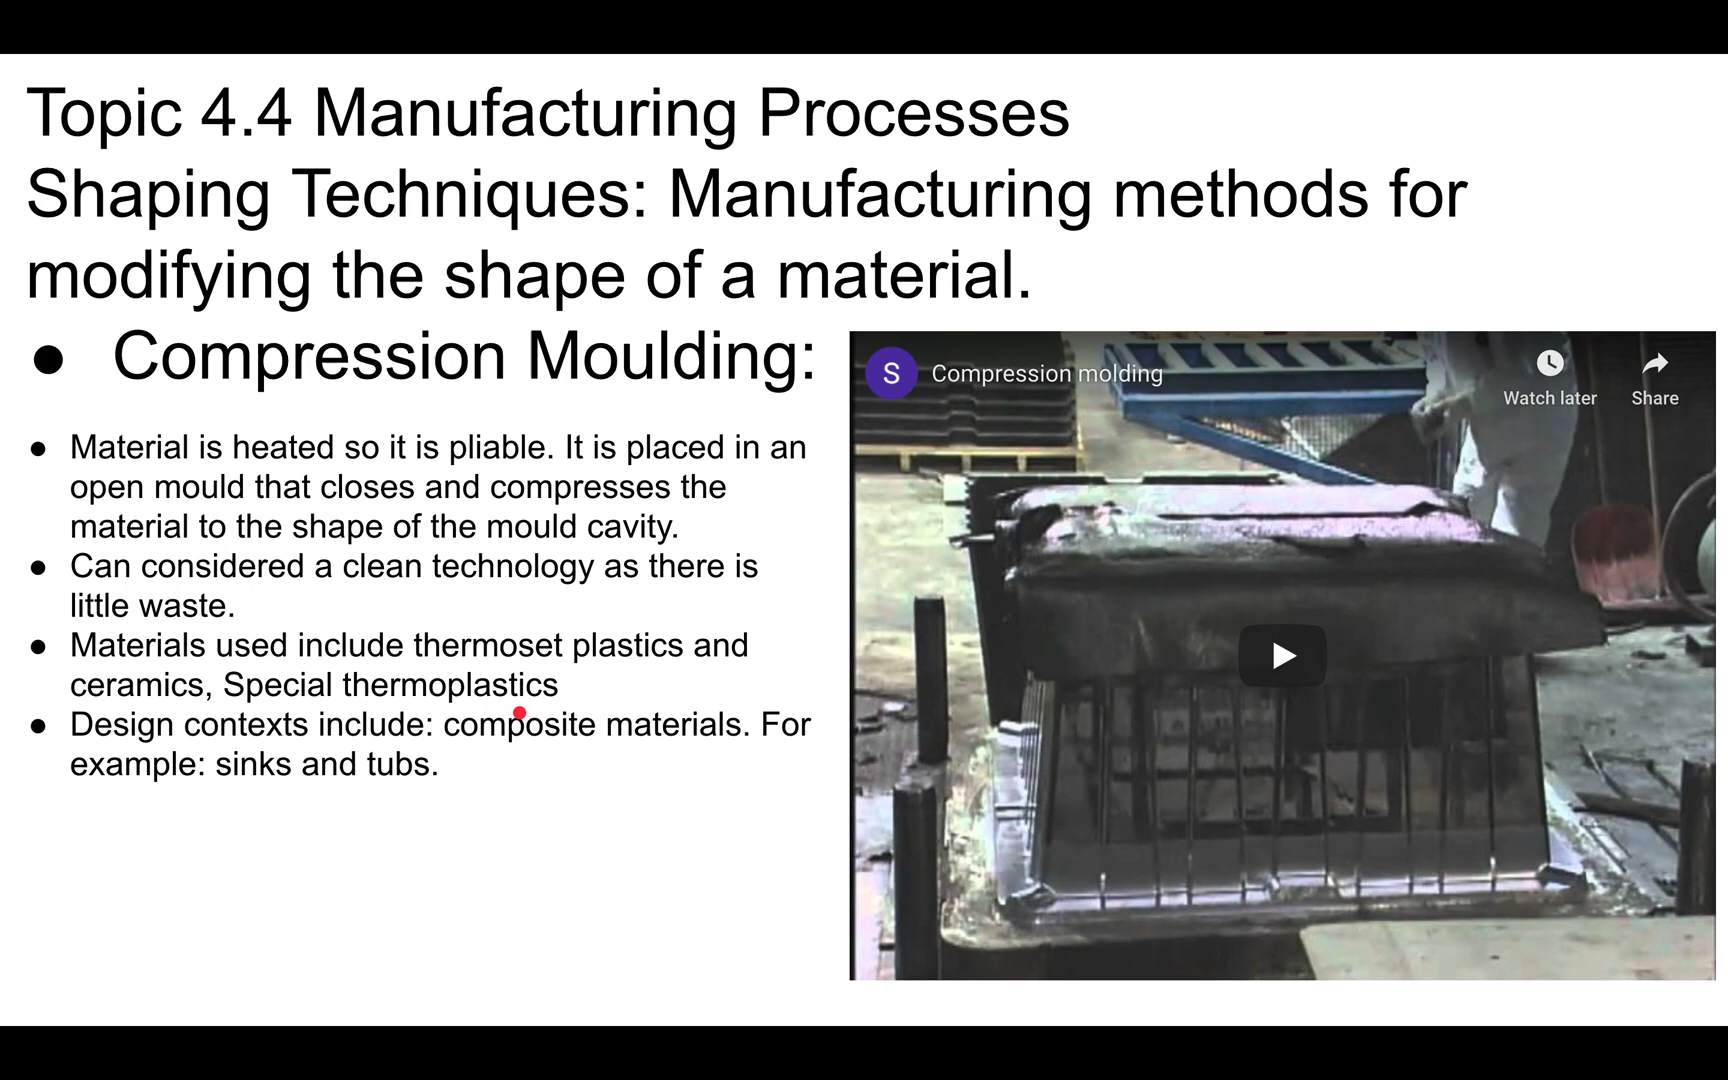 Topic 4.4 Manufacturing Processes
Shaping Techniques: Manufacturing methods for
modifying the shape of a material.
● Compression Moulding:
● Material is heated so it is pliable. It is placed in an
open mould that closes and compresses the
material to the shape of the mould cavity.
● Can considered a clean technology as there is
little waste.
● Materials used include thermoset plastics and
ceramics, Special thermoplastics
● Design contexts include: composite materials. For
example: sinks and tubs.
S Compression molding
Watch later Share